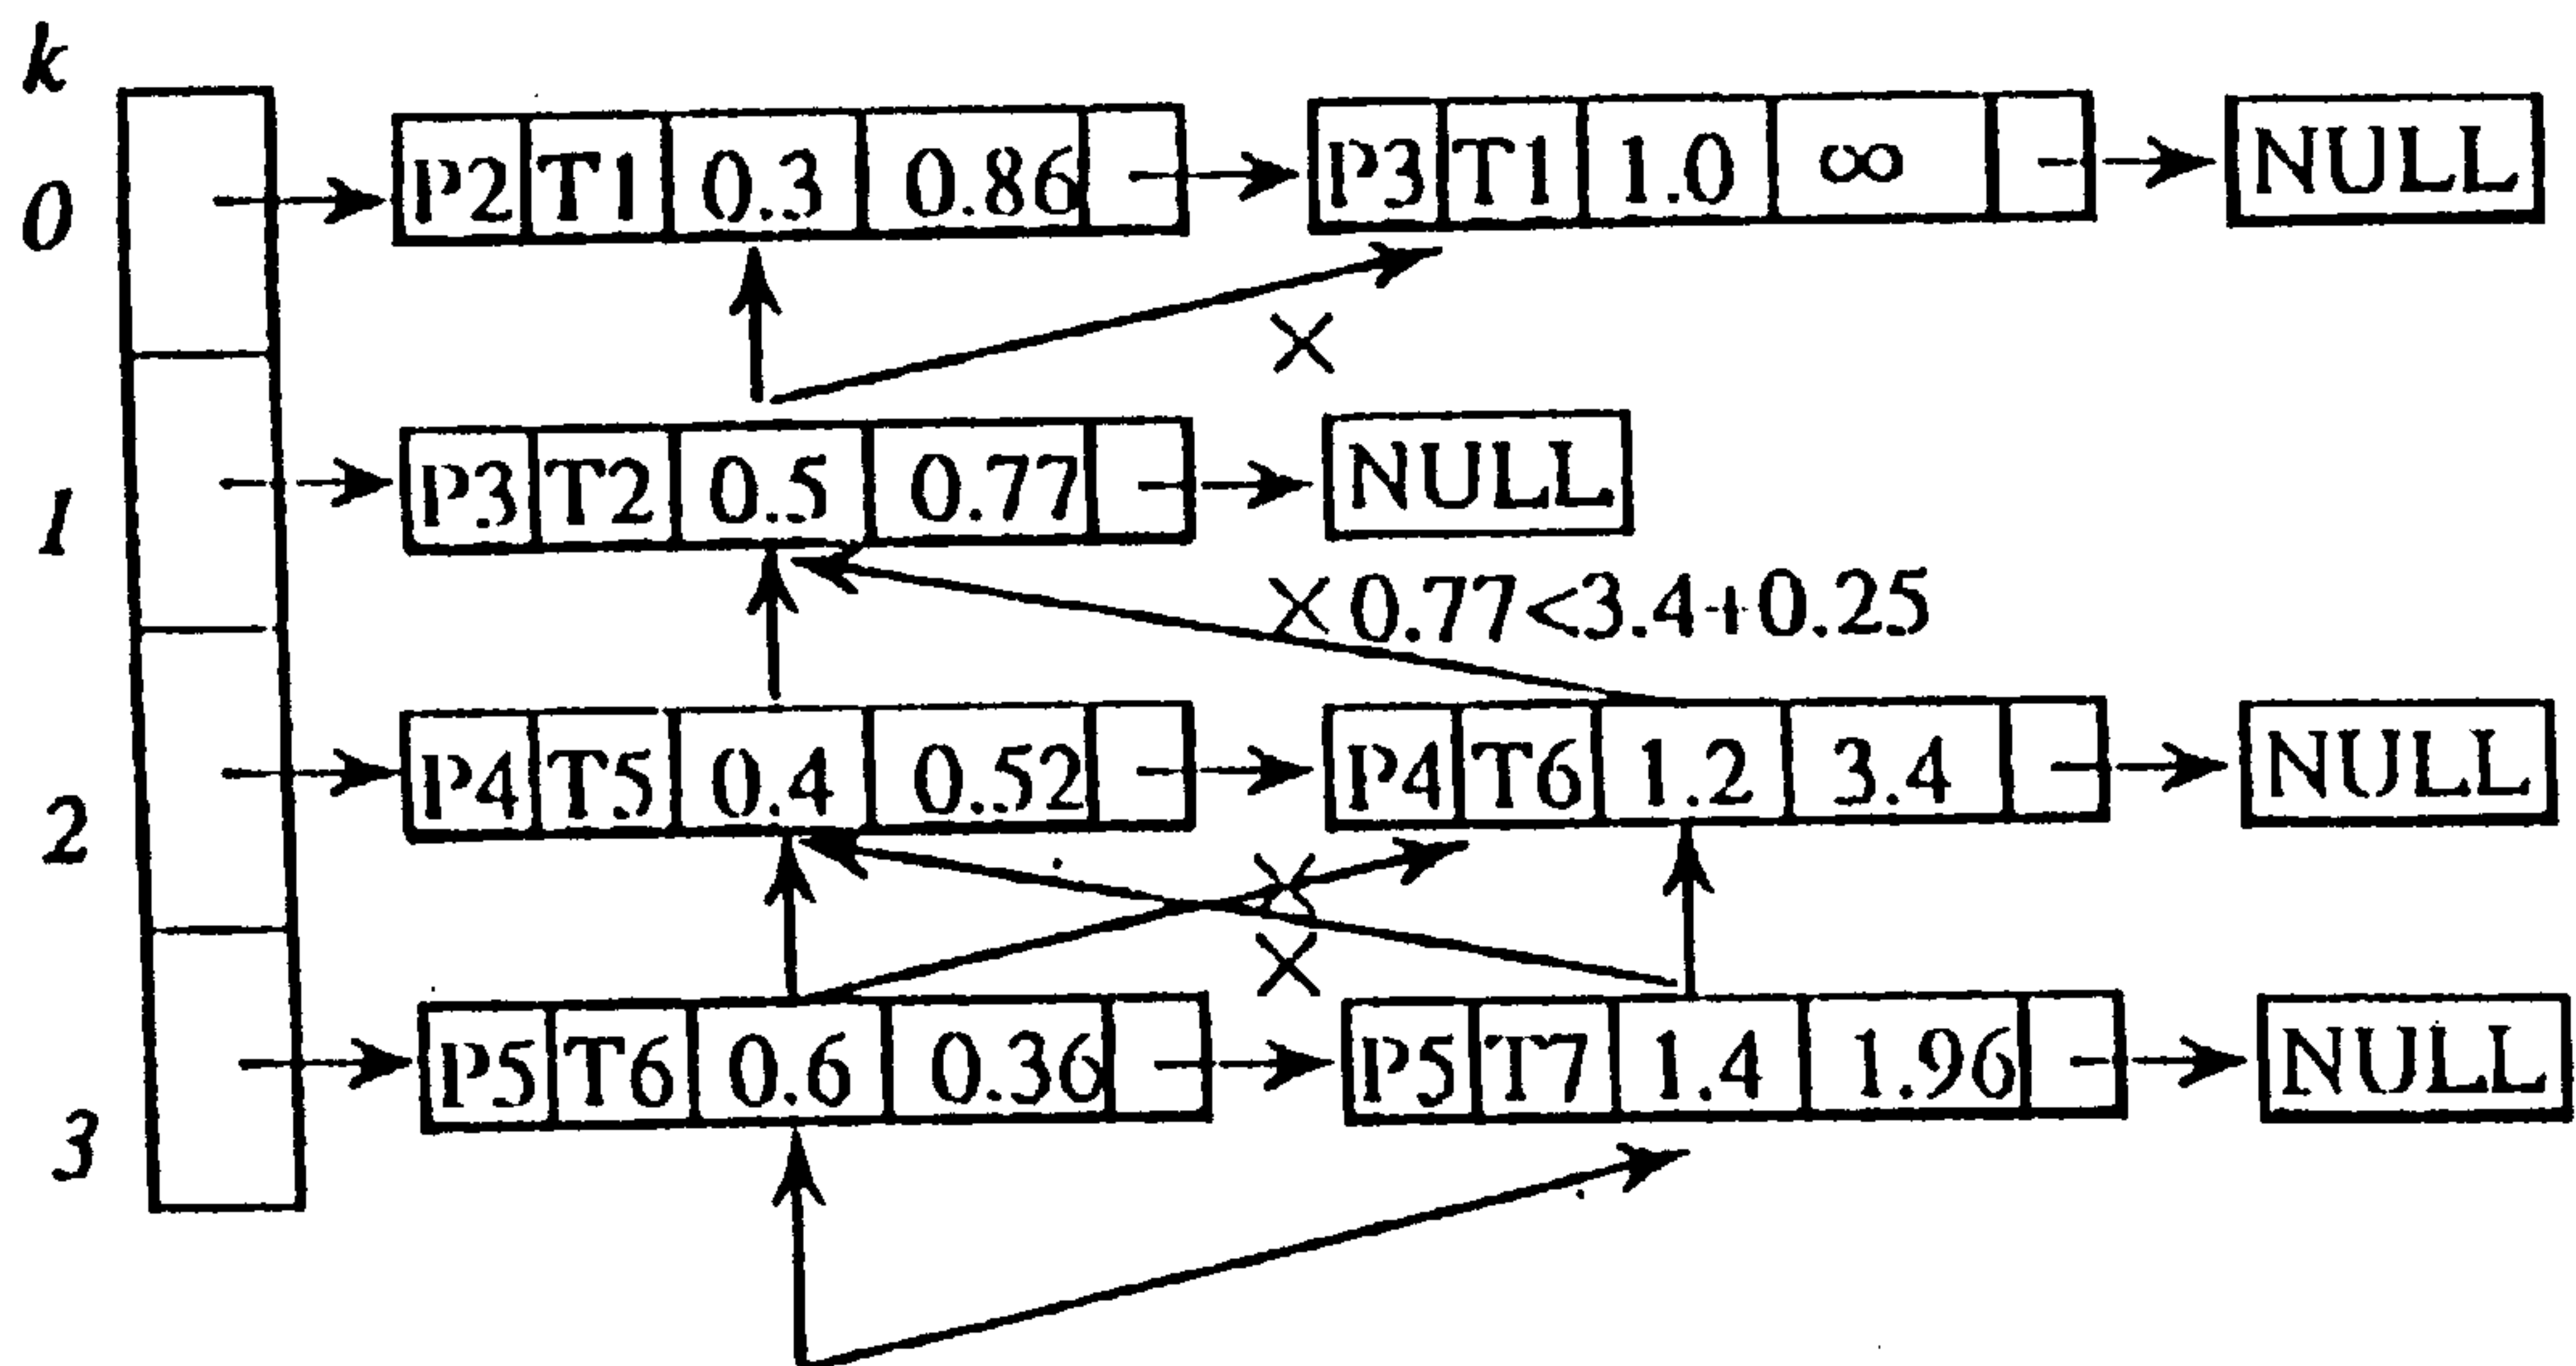 k
0 P2 T1 0.3 0.86 P3 T1 1.0 ∞ NULL
×
1 P3 T2 0.5 0.77 NULL
× 0.77<3.4+0.25
2 P4 T5 0.4 0.52 P4 T6 1.2 3.4 NULL
×
×
3 P5 T6 0.6 0.36 P5 T7 1.4 1.96 NULL